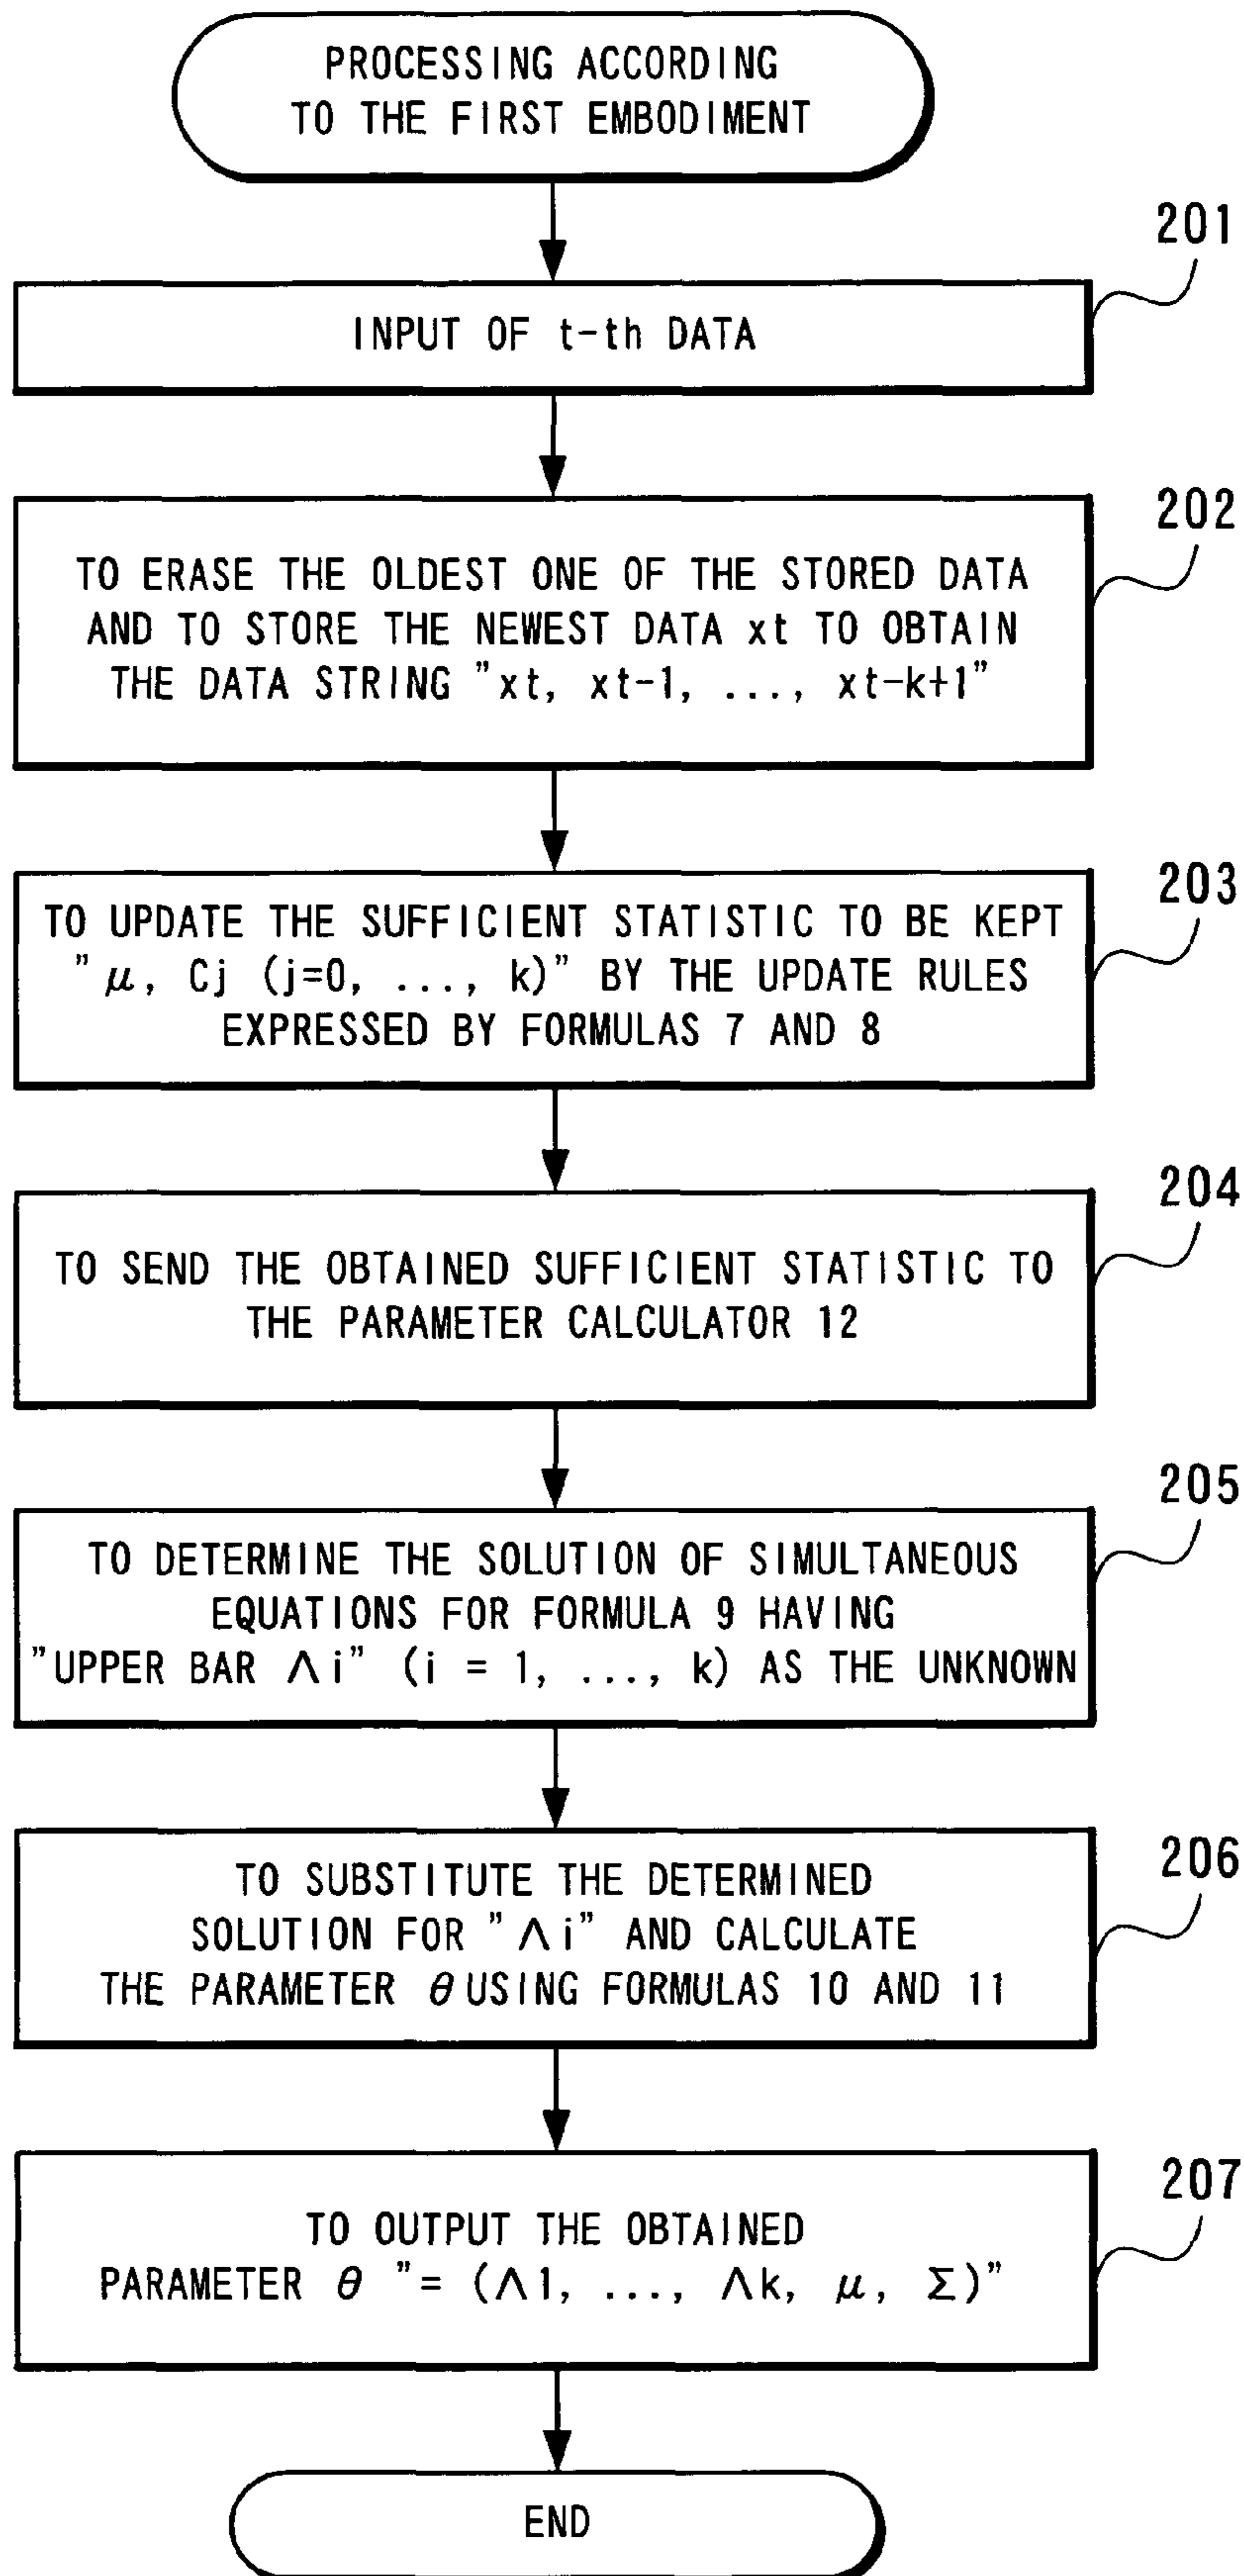 PROCESSING ACCORDING
TO THE FIRST EMBODIMENT
201
INPUT OF t-th DATA
202
TO ERASE THE OLDEST ONE OF THE STORED DATA
AND TO STORE THE NEWEST DATA xt TO OBTAIN
THE DATA STRING "xt, xt-1, ..., xt-k+1"
203
TO UPDATE THE SUFFICIENT STATISTIC TO BE KEPT
"μ, Cj (j=0, ..., k)" BY THE UPDATE RULES
EXPRESSED BY FORMULAS 7 AND 8
204
TO SEND THE OBTAINED SUFFICIENT STATISTIC TO
THE PARAMETER CALCULATOR 12
205
TO DETERMINE THE SOLUTION OF SIMULTANEOUS
EQUATIONS FOR FORMULA 9 HAVING
"UPPER BAR Λi" (i = 1, ..., k) AS THE UNKNOWN
206
TO SUBSTITUTE THE DETERMINED
SOLUTION FOR "Λi" AND CALCULATE
THE PARAMETER θ USING FORMULAS 10 AND 11
207
TO OUTPUT THE OBTAINED
PARAMETER θ "= (Λ1, ..., Λk, μ, Σ)"
END